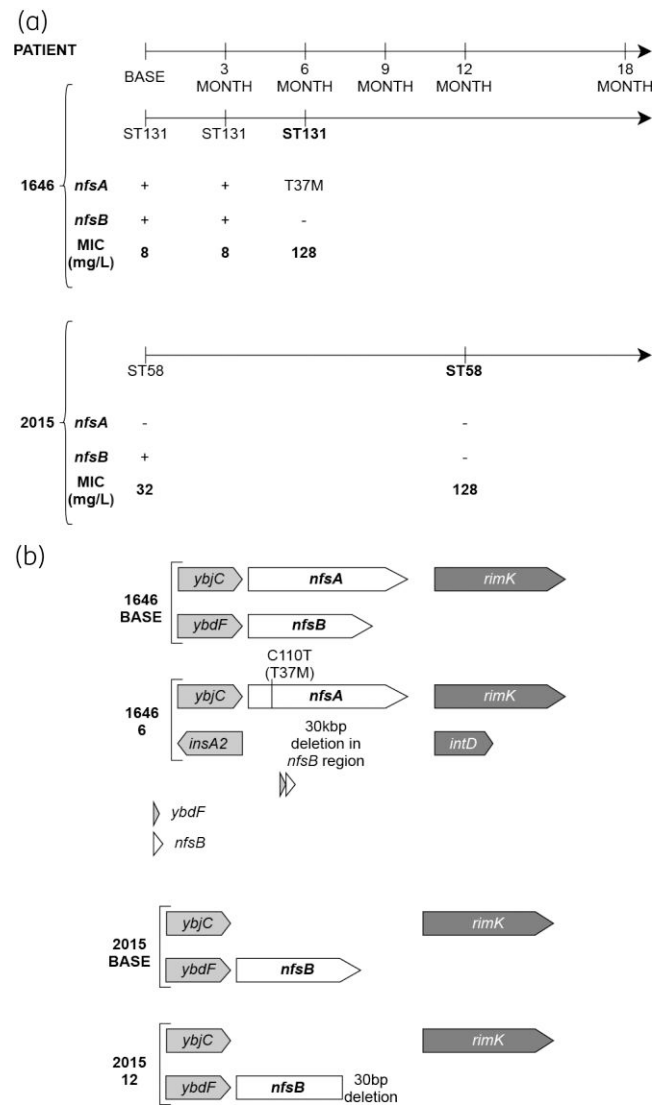 (a)
PATIENT
BASE
3 MONTH
6 MONTH
9 MONTH
12 MONTH
18 MONTH
ST131 ST131 ST131
1646
nfsA + + T37M
nfsB + + -
MIC (mg/L) 8 8 128
ST58 ST58
2015
nfsA - -
nfsB + -
MIC (mg/L) 32 128
(b)
1646 BASE
ybjC nfsA rimK
ybdF nfsB
C110T (T37M)
1646 6
ybjC nfsA rimK
insA2
30kbp deletion in nfsB region
intD
ybdF
nfsB
2015 BASE
ybjC rimK
ybdF nfsB
2015 12
ybjC rimK
ybdF nfsB
30bp deletion